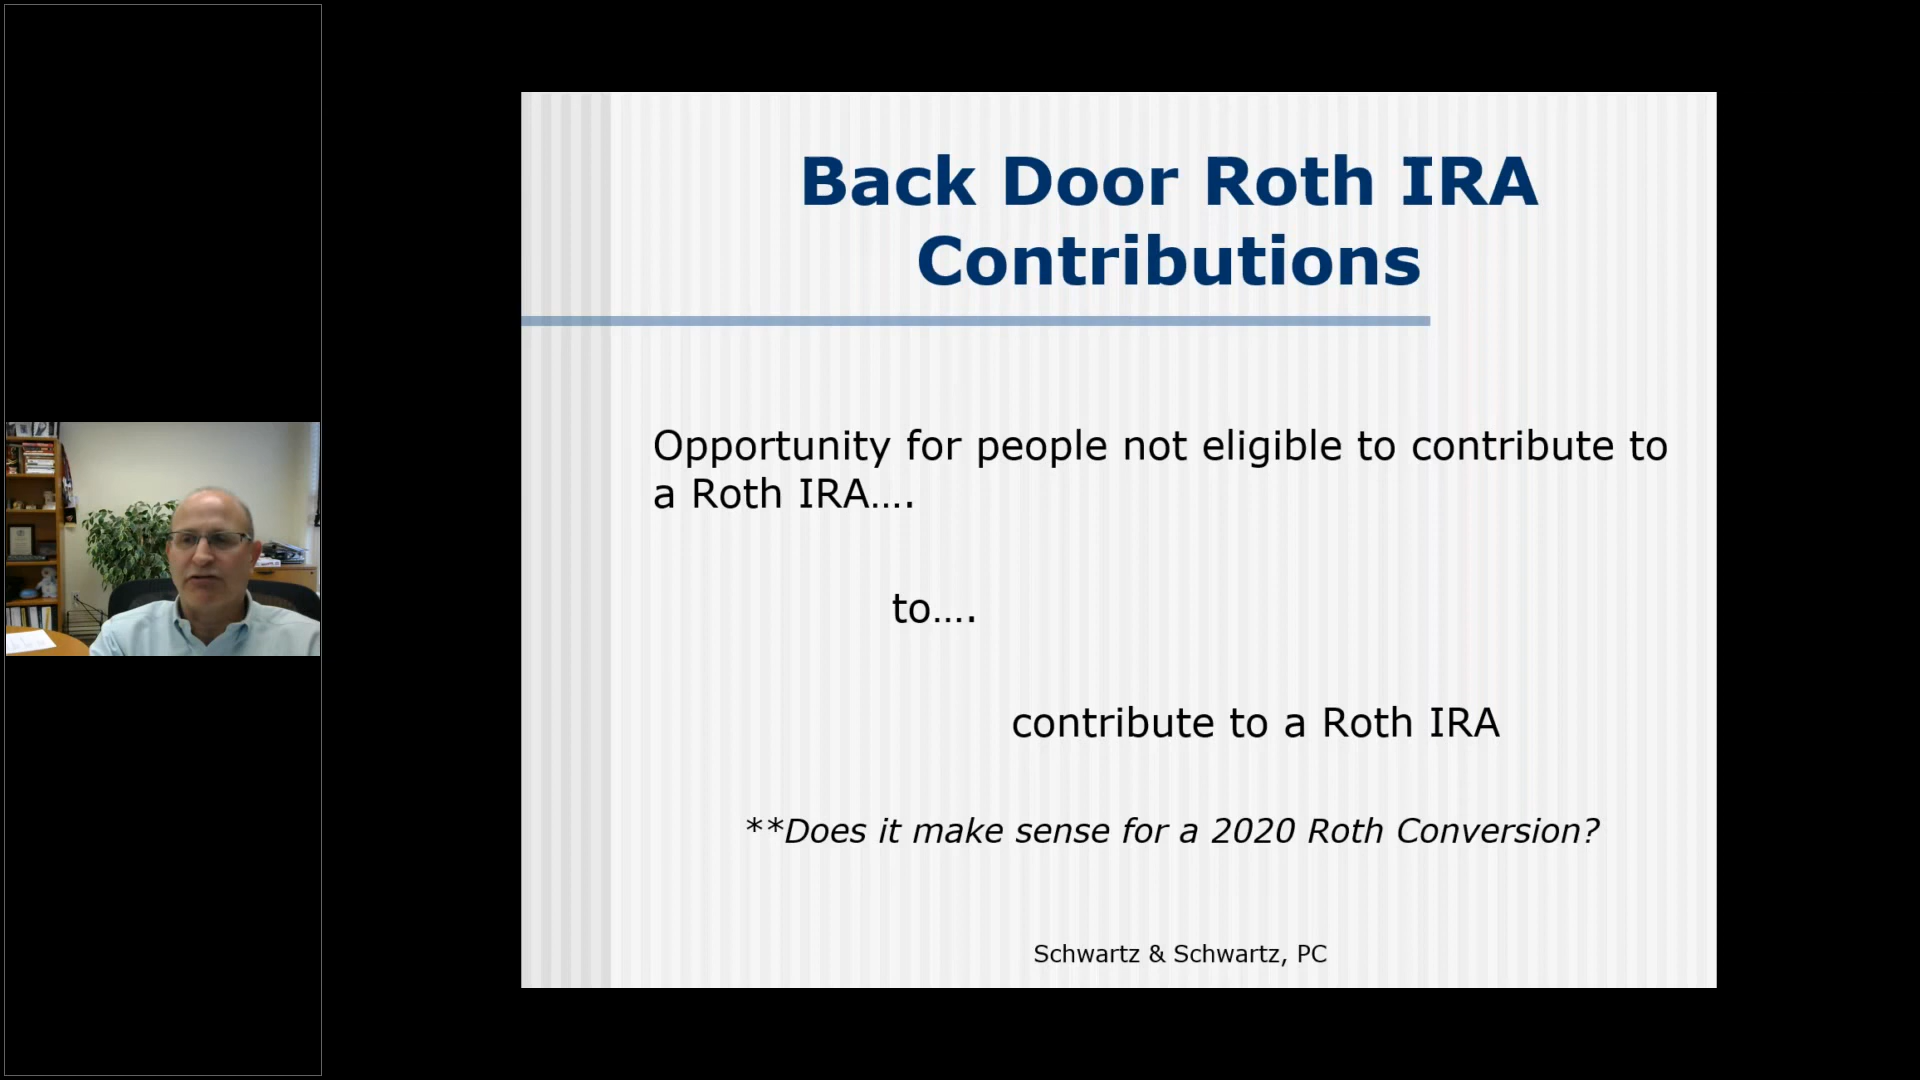 Back Door Roth IRA
Contributions
Opportunity for people not eligible to contribute to
a Roth IRA....
to....
contribute to a Roth IRA
**Does it make sense for a 2020 Roth Conversion?
Schwartz & Schwartz, PC